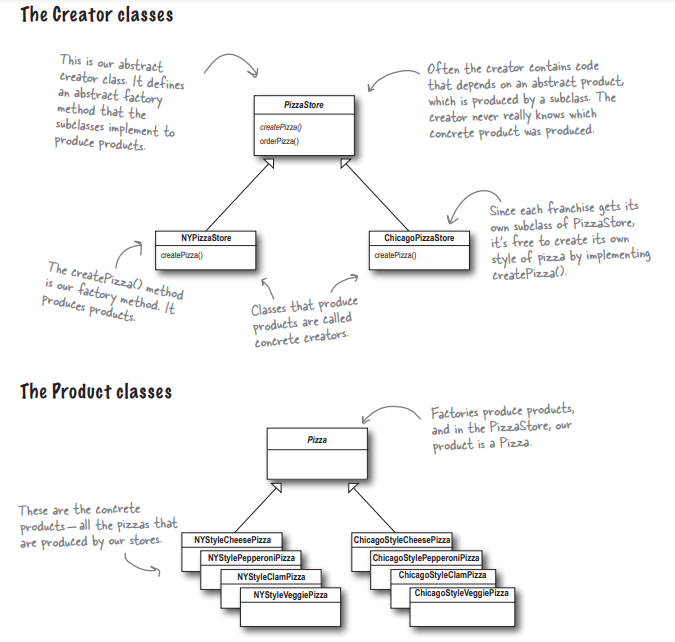 The Creator classes
This is our abstract
creator class. It defines
an abstract factory
method that the
subclasses implement to
produce products.
Often the creator contains code
that depends on an abstract product,
which is produced by a subclass. The
creator never really knows which
concrete product was produced.
PizzaStore
createPizza()
orderPizza()
NYPizzaStore
createPizza()
ChicagoPizzaStore
createPizza()
Since each franchise gets its
own subclass of PizzaStore,
it's free to create its own
style of pizza by implementing
createPizza().
The createPizza() method
is our factory method. It
produces products.
Classes that produce
products are called
concrete creators.
The Product classes
Factories produce products,
and in the PizzaStore, our
product is a Pizza.
Pizza
These are the concrete
products—all the pizzas that
are produced by our stores.
NYStyleCheesePizza
NYStylePepperoniPizza
NYStyleClamPizza
NYStyleVeggiePizza
ChicagoStyleCheesePizza
ChicagoStylePepperoniPizza
ChicagoStyleClamPizza
ChicagoStyleVeggiePizza